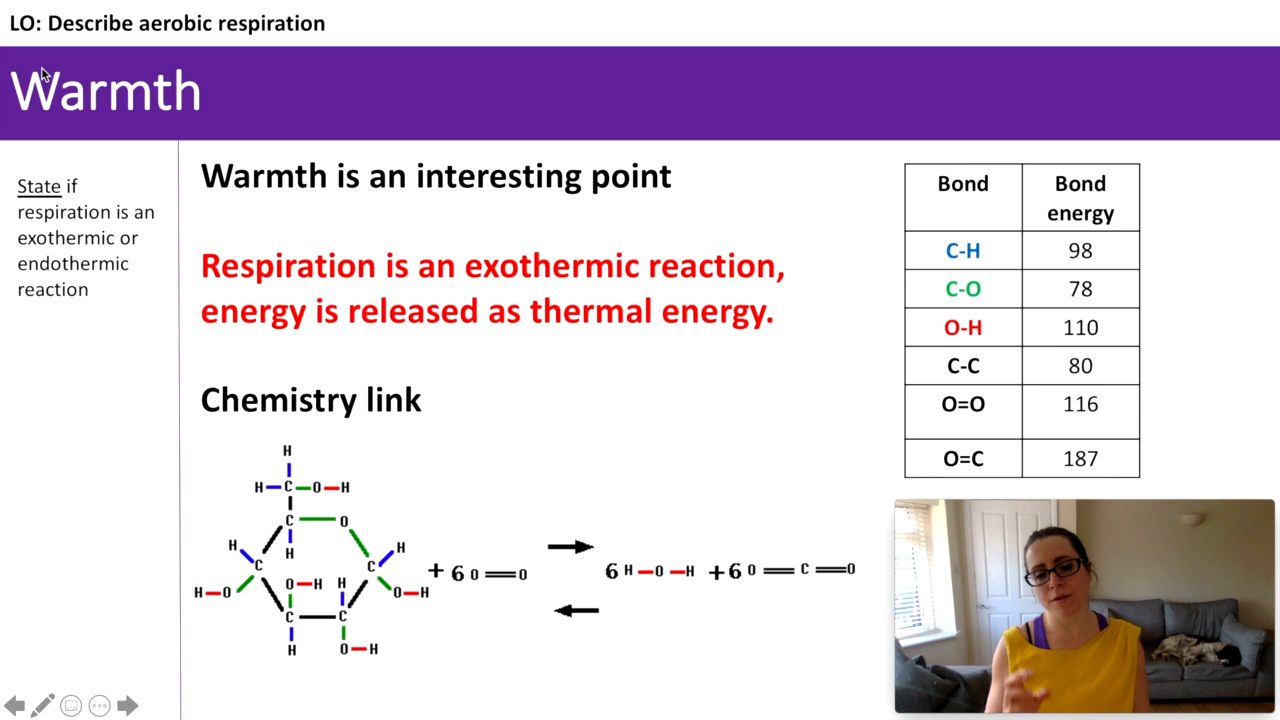 LO: Describe aerobic respiration
Warmth
State if
respiration is an
exothermic or
endothermic
reaction
Warmth is an interesting point
Respiration is an exothermic reaction,
energy is released as thermal energy.
Chemistry link
Bond Bond energy
C-H 98
C-O 78
O-H 110
C-C 80
O=O 116
O=C 187
H
H C O H
C O
H H H
C C
O H H
H O O H
C C
H O H
+ 6 O O
6 H O H + 6 O C O